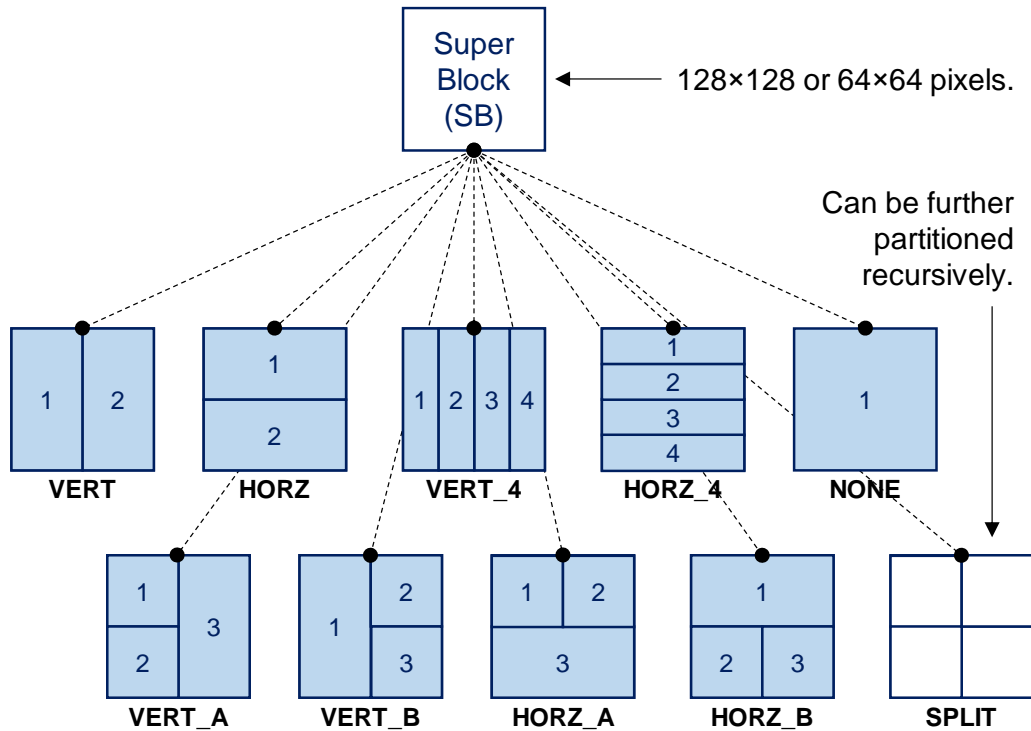 Super
Block
(SB)
128×128 or 64×64 pixels.
Can be further
partitioned
recursively.
1 2
VERT
1
2
HORZ
1 2 3 4
VERT_4
1
2
3
4
HORZ_4
1
NONE
1
2
3
VERT_A
1
2
3
VERT_B
1 2
3
HORZ_A
1
2 3
HORZ_B
SPLIT